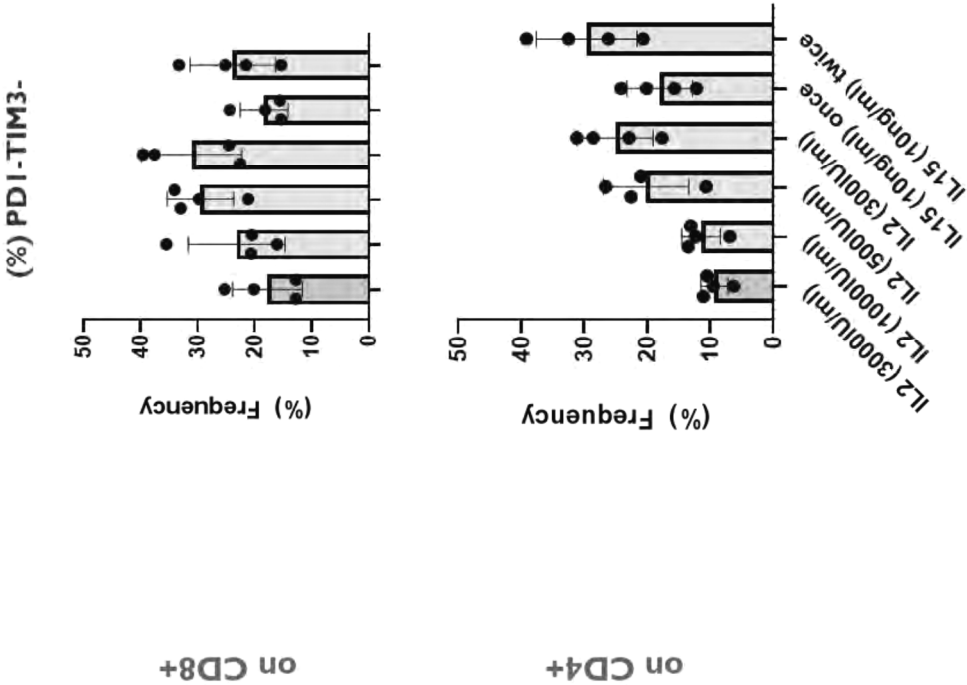 (%) PD1-TIM3-
on CD8+
(%) Frequency
50
40
30
20
10
0
on CD4+
(%) Frequency
50
40
30
20
10
0
IL2 (3000IU/ml)
IL2 (1000IU/ml)
IL2 (500IU/ml)
IL2 (300IU/ml)
IL15 (10ng/ml) once
IL15 (10ng/ml) twice